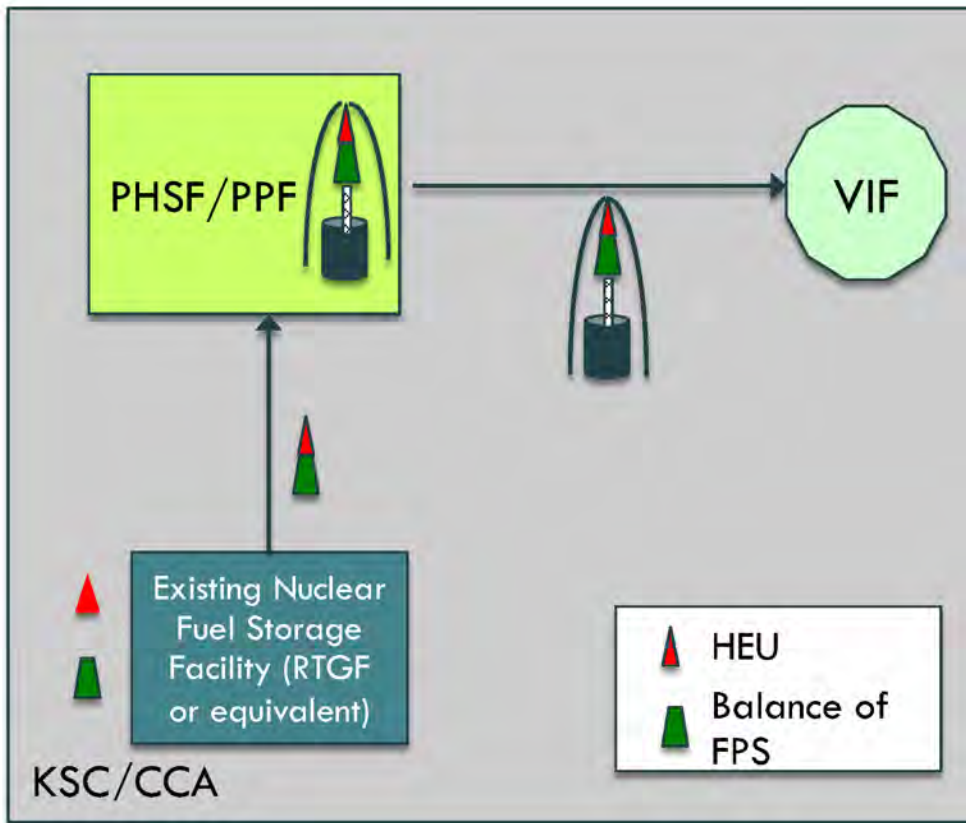 PHSF/PPF
VIF
Existing Nuclear
Fuel Storage
Facility (RTGF
or equivalent)
HEU
Balance of
FPS
KSC/CCA